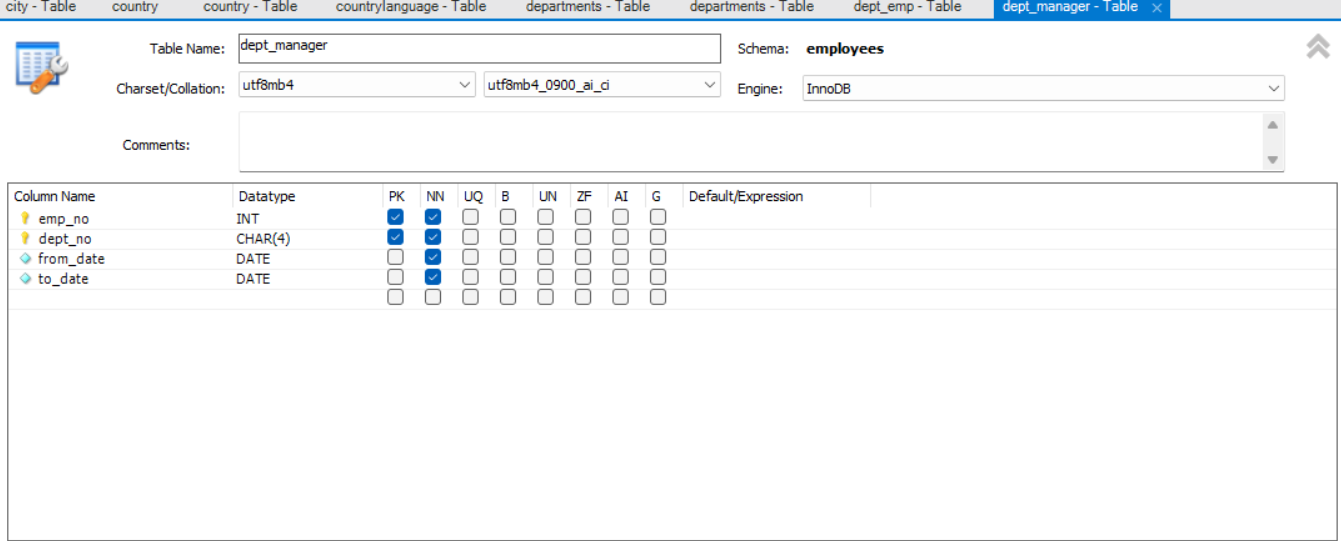 city - Table country country - Table countrylanguage - Table departments - Table departments - Table dept_emp - Table dept_manager - Table
Table Name: dept_manager Schema: employees
Charset/Collation: utf8mb4 utf8mb4_0900_ai_ci Engine: InnoDB
Comments:
Column Name Datatype PK NN UQ B UN ZF AI G Default/Expression
emp_no INT
dept_no CHAR(4)
from_date DATE
to_date DATE